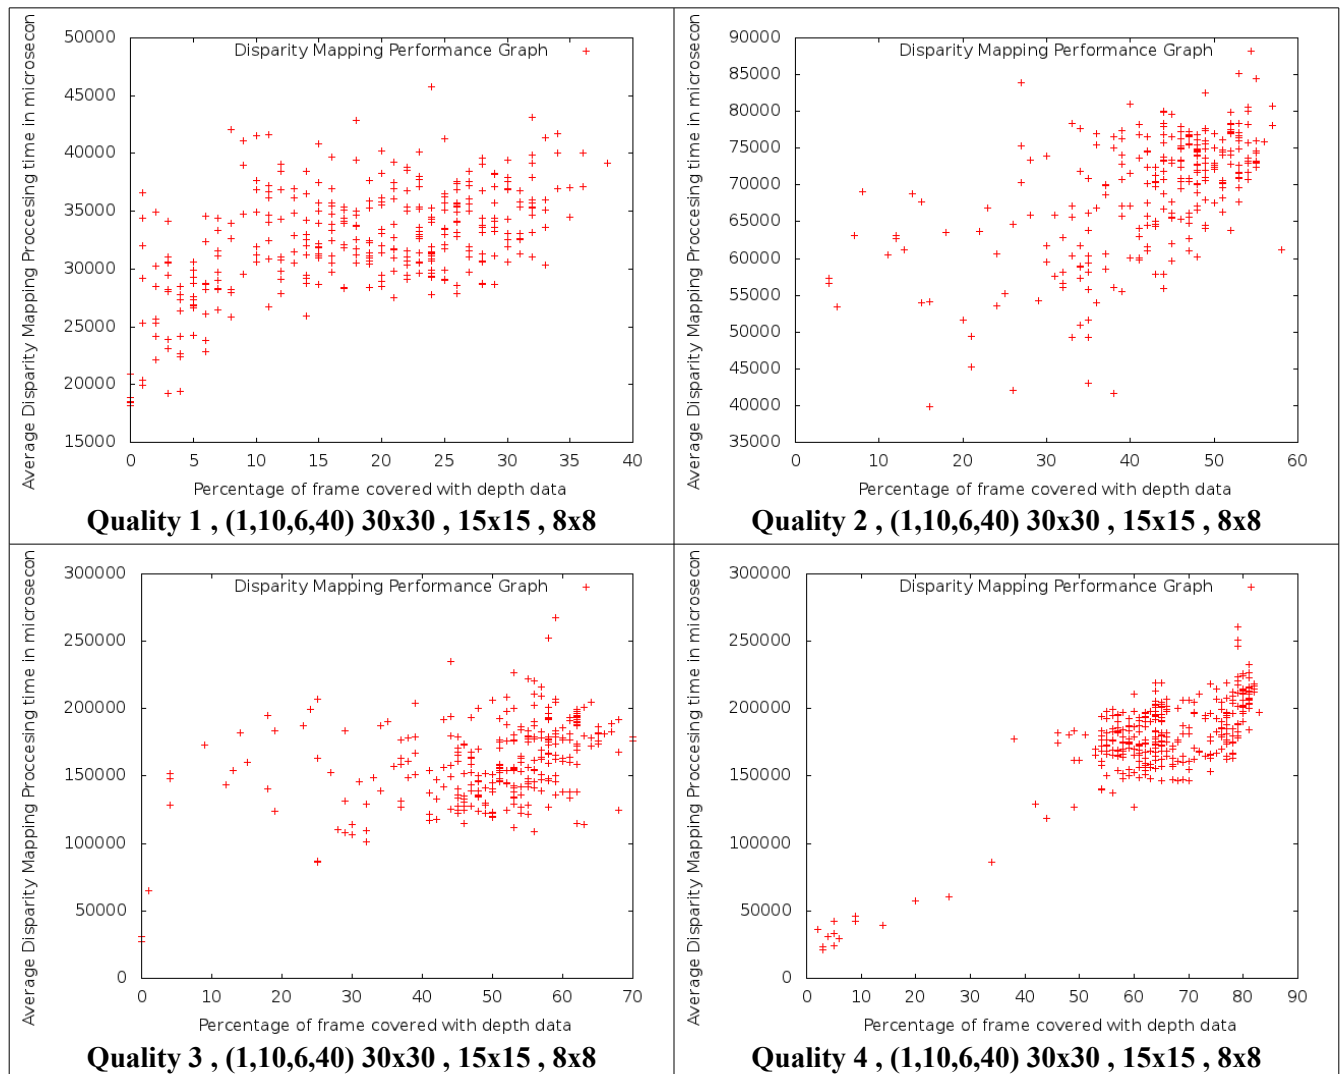 Disparity Mapping Performance Graph
Average Disparity Mapping Proccesing time in microsecon
50000
45000
40000
35000
30000
25000
20000
15000
0 5 10 15 20 25 30 35 40
Percentage of frame covered with depth data
Quality 1 , (1,10,6,40) 30x30 , 15x15 , 8x8
Disparity Mapping Performance Graph
Average Disparity Mapping Proccesing time in microsecon
90000
85000
80000
75000
70000
65000
60000
55000
50000
45000
40000
35000
0 10 20 30 40 50 60
Percentage of frame covered with depth data
Quality 2 , (1,10,6,40) 30x30 , 15x15 , 8x8
Disparity Mapping Performance Graph
Average Disparity Mapping Proccesing time in microsecon
300000
250000
200000
150000
100000
50000
0
0 10 20 30 40 50 60 70
Percentage of frame covered with depth data
Quality 3 , (1,10,6,40) 30x30 , 15x15 , 8x8
Disparity Mapping Performance Graph
Average Disparity Mapping Proccesing time in microsecon
300000
250000
200000
150000
100000
50000
0
0 10 20 30 40 50 60 70 80 90
Percentage of frame covered with depth data
Quality 4 , (1,10,6,40) 30x30 , 15x15 , 8x8